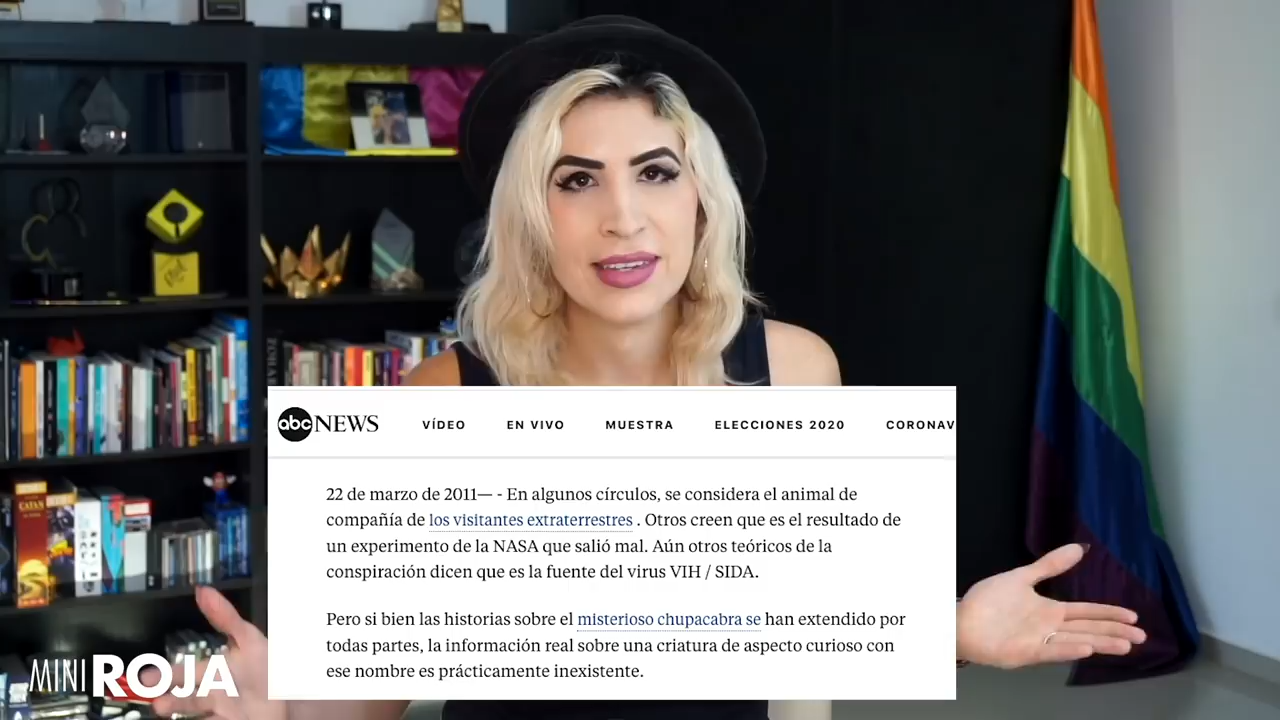 abc NEWS VÍDEO EN VIVO MUESTRA ELECCIONES 2020 CORONAV
22 de marzo de 2011— - En algunos círculos, se considera el animal de
compañía de los visitantes extraterrestres . Otros creen que es el resultado de
un experimento de la NASA que salió mal. Aún otros teóricos de la
conspiración dicen que es la fuente del virus VIH / SIDA.
Pero si bien las historias sobre el misterioso chupacabra se han extendido por
todas partes, la información real sobre una criatura de aspecto curioso con
ese nombre es prácticamente inexistente.
CATAN
MINI ROJA